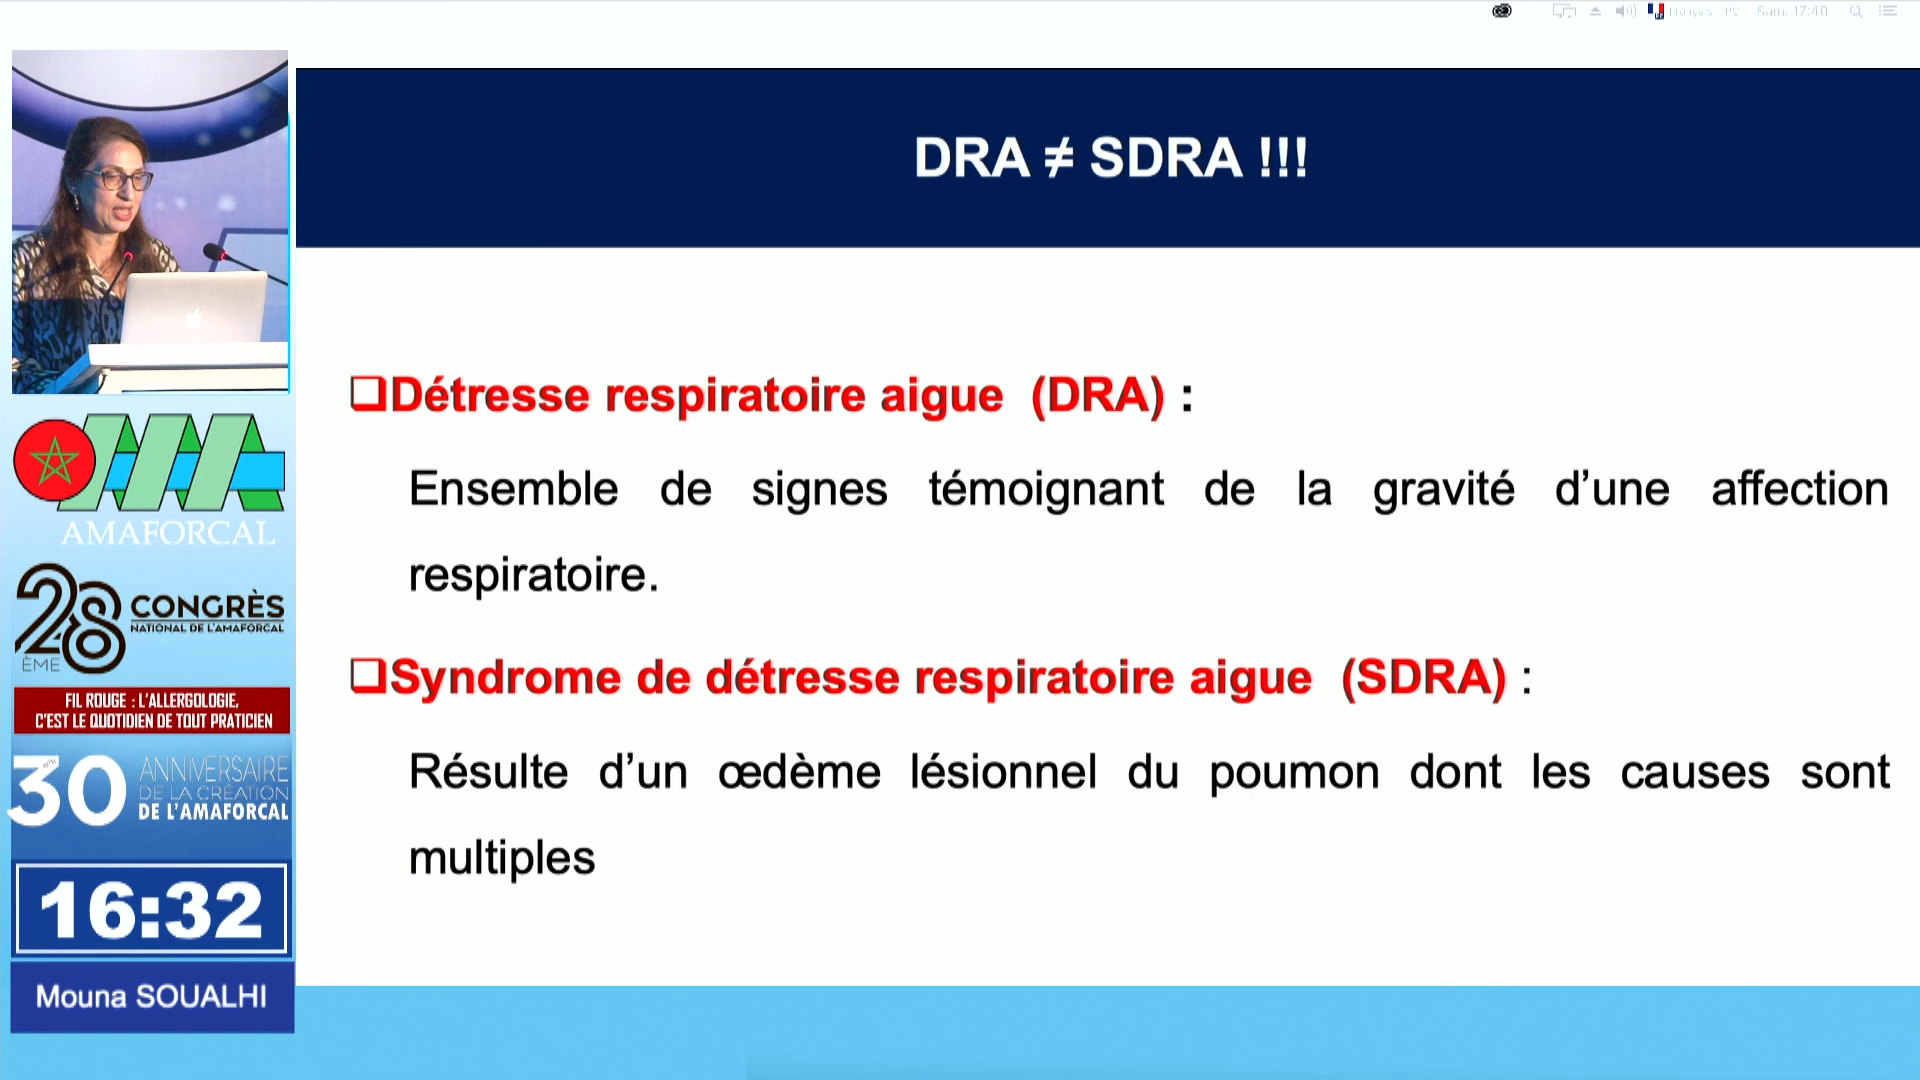 Sam. 17:40
DRA ≠ SDRA !!!
❑Détresse respiratoire aigue (DRA) :
Ensemble de signes témoignant de la gravité d’une affection
respiratoire.
❑Syndrome de détresse respiratoire aigue (SDRA) :
Résulte d’un œdème lésionnel du poumon dont les causes sont
multiples
AMAFORCAL
28
ÈME
CONGRÈS
NATIONAL DE L'AMAFORCAL
FIL ROUGE : L'ALLERGOLOGIE,
C'EST LE QUOTIDIEN DE TOUT PRATICIEN
30
ANNIVERSAIRE
DE LA CRÉATION
DE L'AMAFORCAL
16:32
Mouna SOUALHI